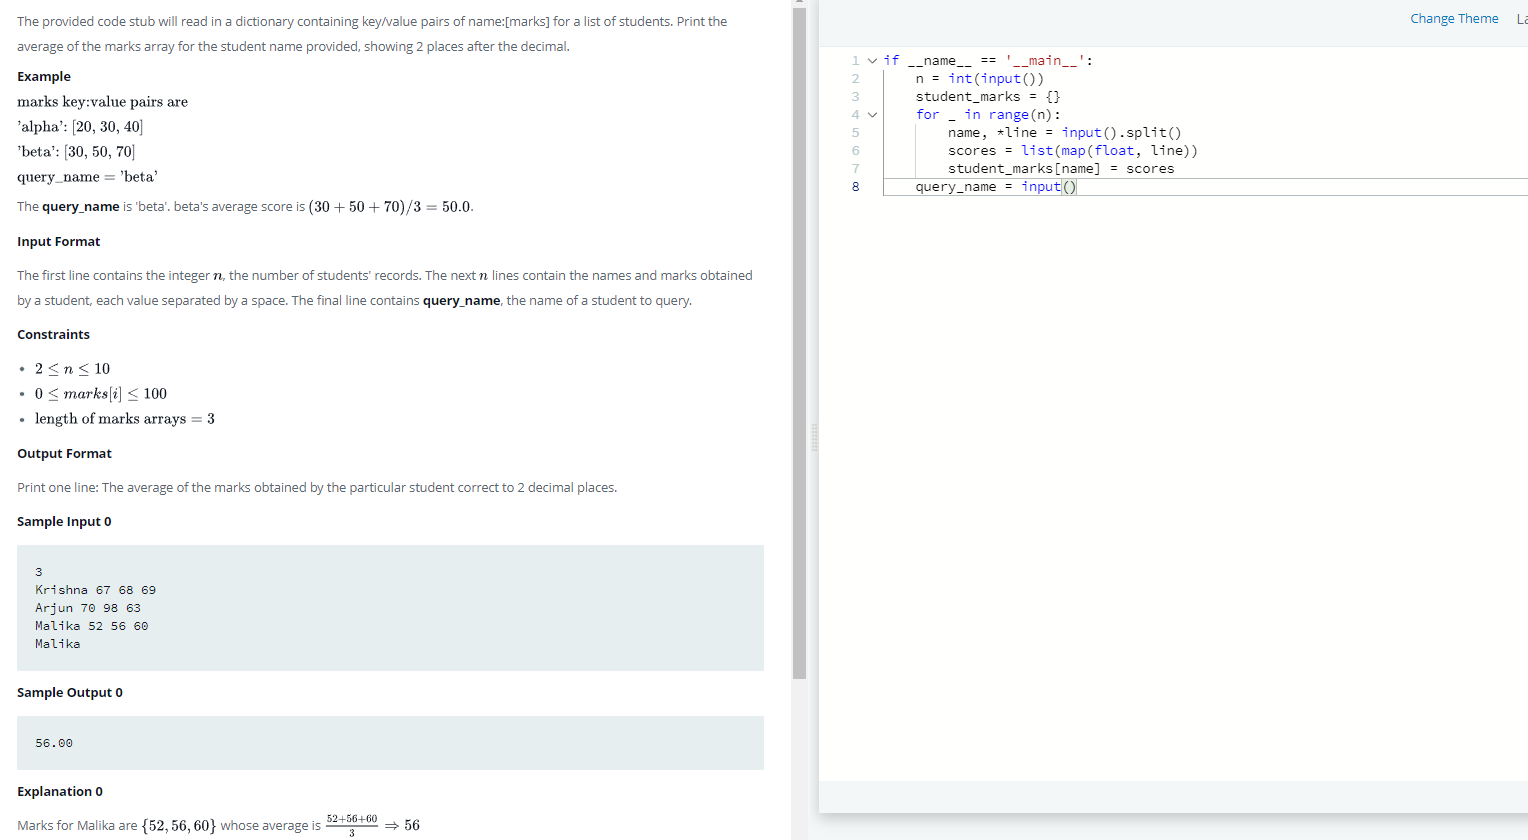 The provided code stub will read in a dictionary containing key/value pairs of name:[marks] for a list of students. Print the
average of the marks array for the student name provided, showing 2 places after the decimal.
Example
marks key:value pairs are
'alpha': [20, 30, 40]
'beta': [30, 50, 70]
query_name = 'beta'
The query_name is 'beta'. beta's average score is (30 + 50 + 70)/3 = 50.0.
Input Format
The first line contains the integer n, the number of students' records. The next n lines contain the names and marks obtained
by a student, each value separated by a space. The final line contains query_name, the name of a student to query.
Constraints
• 2 ≤ n ≤ 10
• 0 ≤ marks[i] ≤ 100
• length of marks arrays = 3
Output Format
Print one line: The average of the marks obtained by the particular student correct to 2 decimal places.
Sample Input 0
3
Krishna 67 68 69
Arjun 70 98 63
Malika 52 56 60
Malika
Sample Output 0
56.00
Explanation 0
Marks for Malika are {52, 56, 60} whose average is 52+56+60/3 ⇒ 56
Change Theme
1 if __name__ == '__main__':
2 n = int(input())
3 student_marks = {}
4 for _ in range(n):
5 name, *line = input().split()
6 scores = list(map(float, line))
7 student_marks[name] = scores
8 query_name = input()